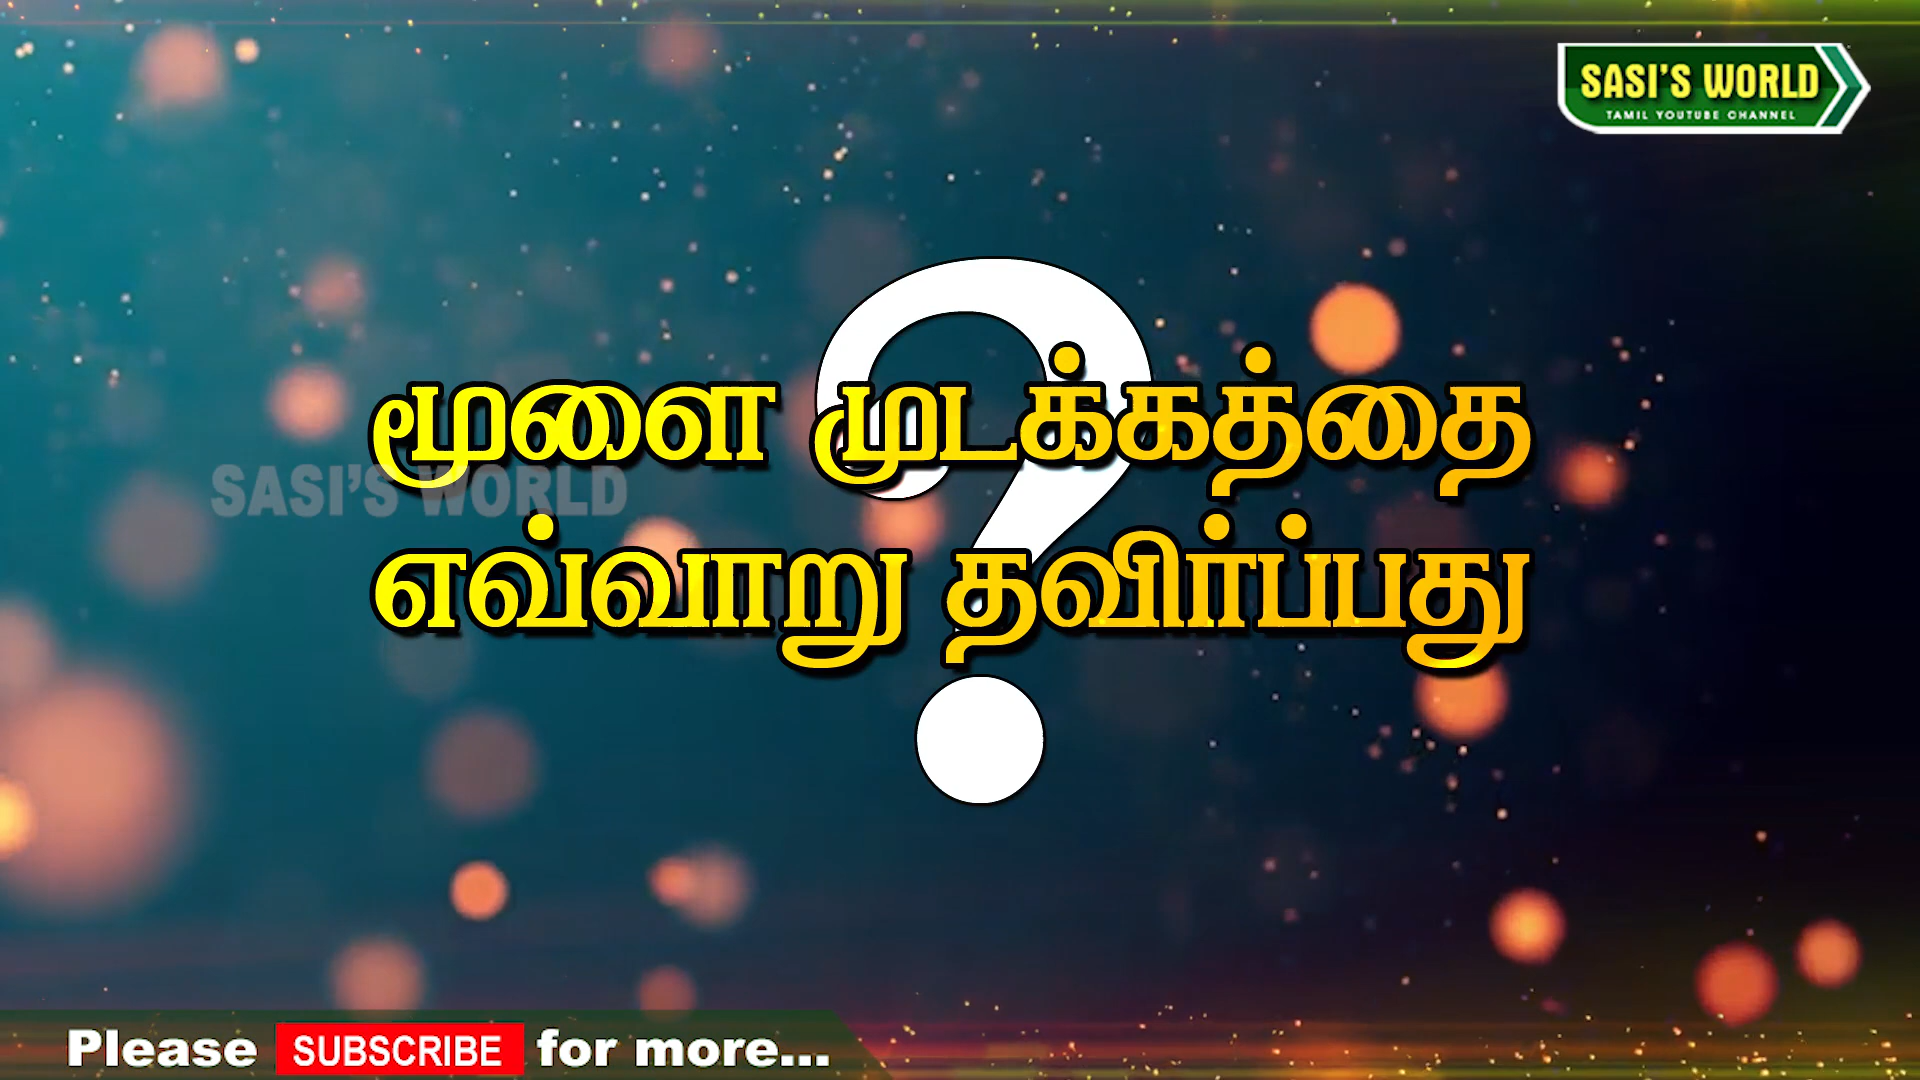 SASI'S WORLD
TAMIL YOUTUBE CHANNEL
?
மூளை முடக்கத்தை
SASI'S WORLD
எவ்வாறு தவிர்ப்பது
Please SUBSCRIBE for more...